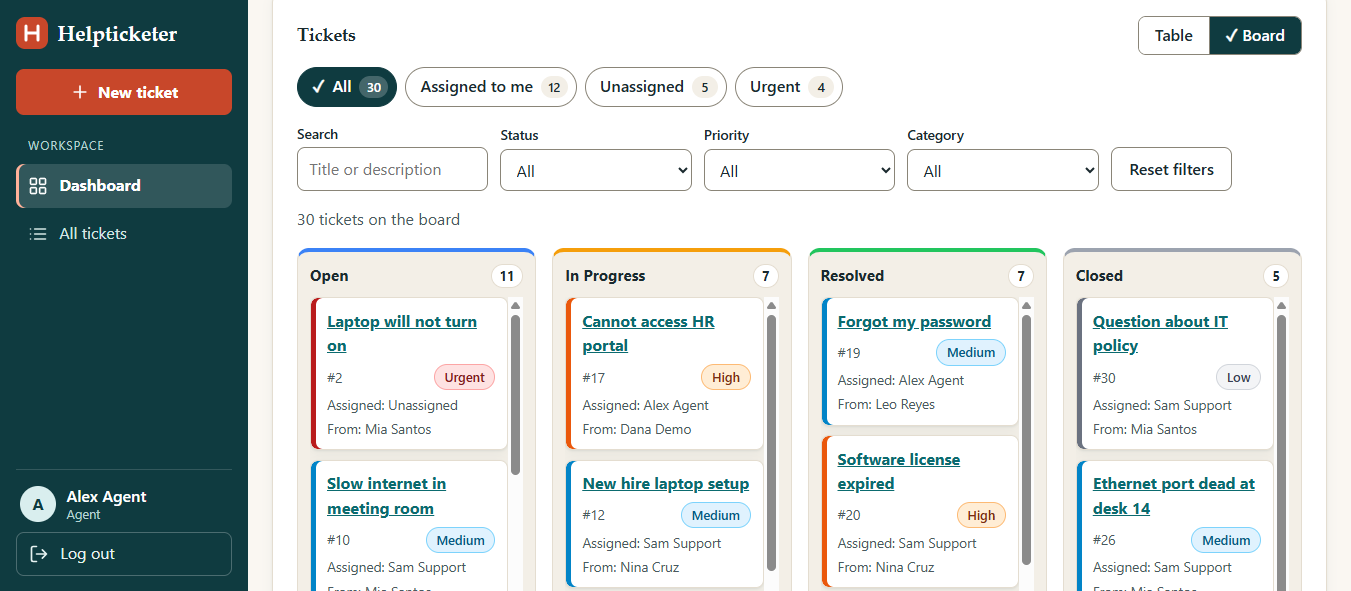 H Helpticketer
+ New ticket
WORKSPACE
Dashboard
All tickets
A
Alex Agent
Agent
Log out
Tickets
Table
✓ Board
✓ All 30
Assigned to me 12
Unassigned 5
Urgent 4
Search
Title or description
Status
All
Priority
All
Category
All
Reset filters
30 tickets on the board
Open 11
Laptop will not turn
on
#2 Urgent
Assigned: Unassigned
From: Mia Santos
Slow internet in
meeting room
#10 Medium
Assigned: Sam Support
From: Mia Santos
In Progress 7
Cannot access HR
portal
#17 High
Assigned: Alex Agent
From: Dana Demo
New hire laptop setup
#12 Medium
Assigned: Sam Support
From: Nina Cruz
Resolved 7
Forgot my password
#19 Medium
Assigned: Alex Agent
From: Leo Reyes
Software license
expired
#20 High
Assigned: Sam Support
From: Nina Cruz
Closed 5
Question about IT
policy
#30 Low
Assigned: Sam Support
From: Mia Santos
Ethernet port dead at
desk 14
#26 Medium
Assigned: Sam Support
From: Mia Santos